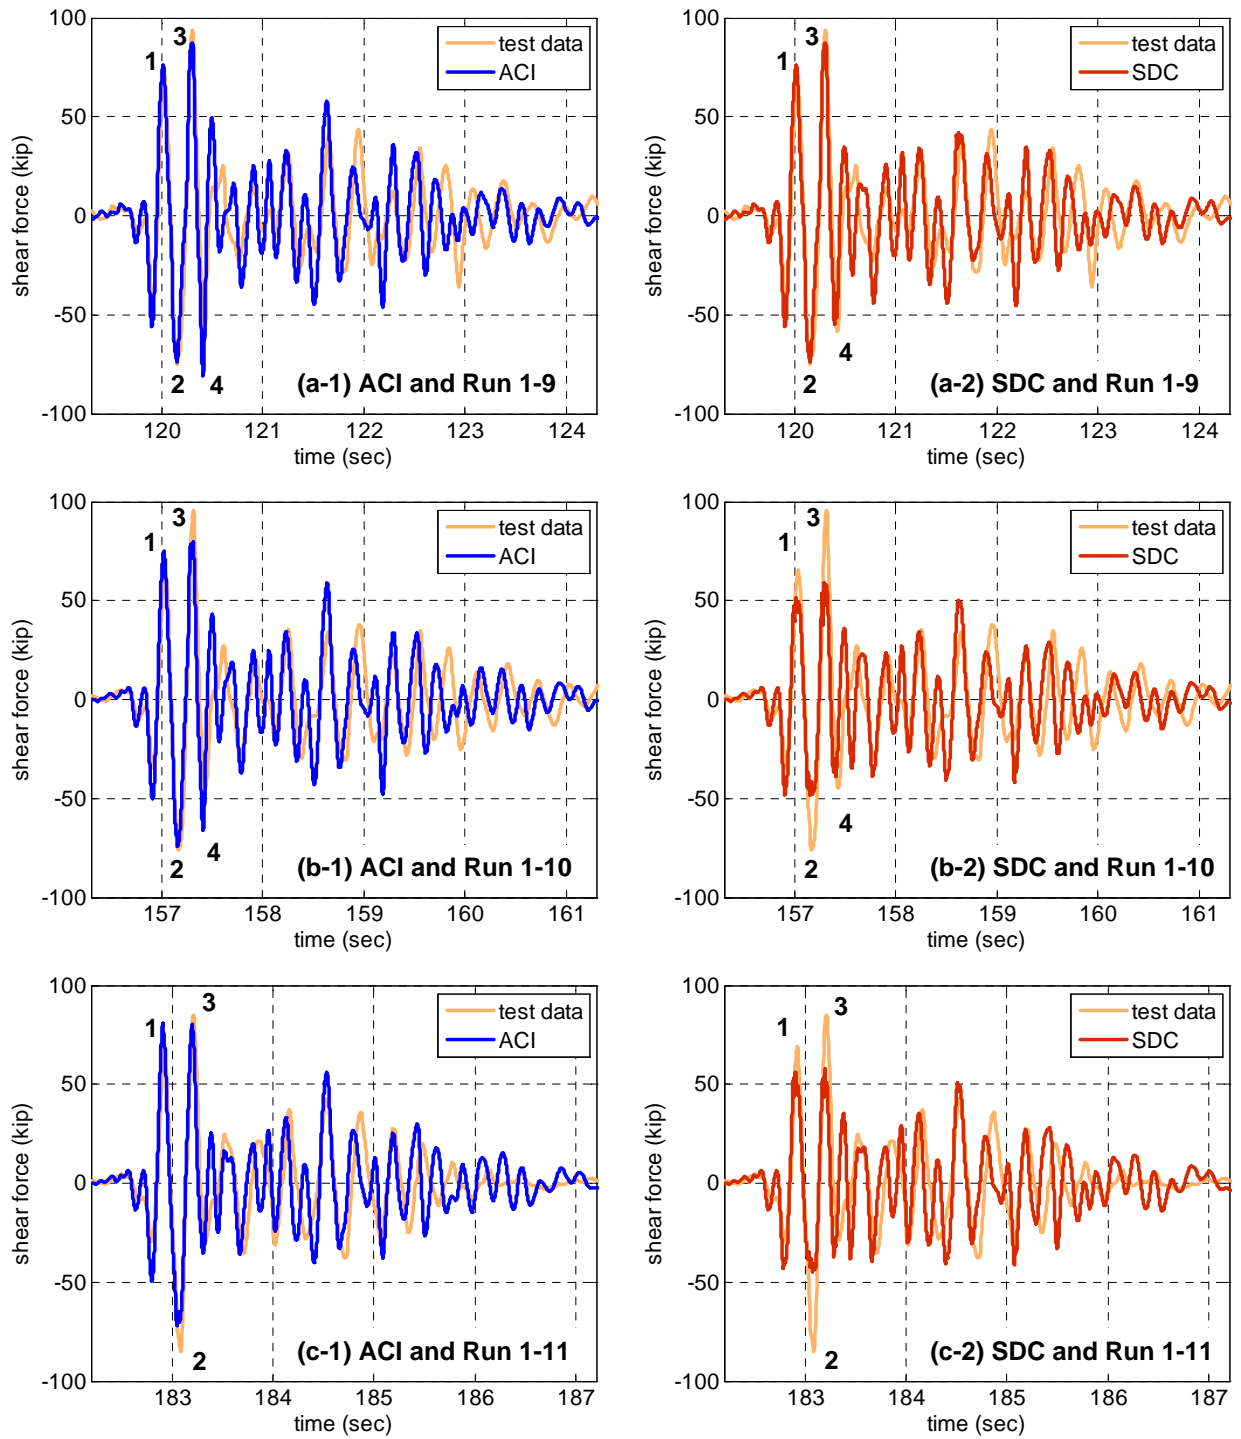 100
50
0
-50
-100
shear force (kip)
1
3
2
4
test data
ACI
(a-1) ACI and Run 1-9
120
121
122
123
124
time (sec)
100
50
0
-50
-100
shear force (kip)
1
3
2
4
test data
SDC
(a-2) SDC and Run 1-9
120
121
122
123
124
time (sec)
100
50
0
-50
-100
shear force (kip)
1
3
2
4
test data
ACI
(b-1) ACI and Run 1-10
157
158
159
160
161
time (sec)
100
50
0
-50
-100
shear force (kip)
1
3
2
4
test data
SDC
(b-2) SDC and Run 1-10
157
158
159
160
161
time (sec)
100
50
0
-50
-100
shear force (kip)
1
3
2
test data
ACI
(c-1) ACI and Run 1-11
183
184
185
186
187
time (sec)
100
50
0
-50
-100
shear force (kip)
1
3
2
test data
SDC
(c-2) SDC and Run 1-11
183
184
185
186
187
time (sec)